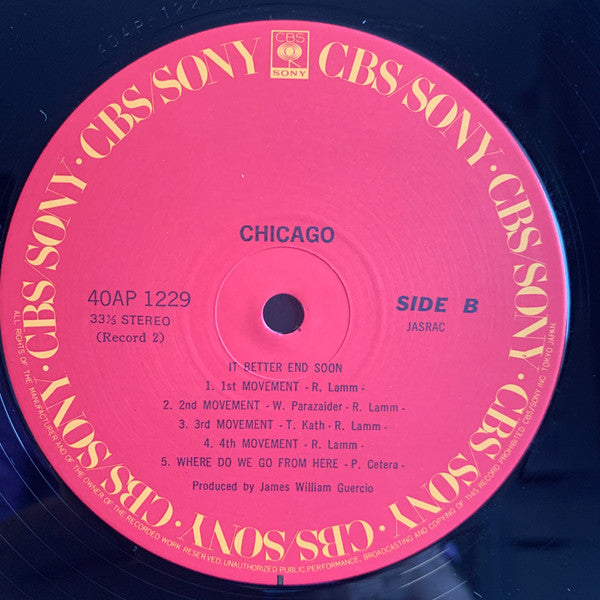 40AP-122
CBS
SONY
CBS/SONY · CBS/SONY · CBS/SONY · CBS/SONY · CBS/SONY · CBS/SONY · CBS/SONY · CBS/SONY
CHICAGO
40AP 1229
33⅓ STEREO
(Record 2)
SIDE B
JASRAC
IT BETTER END SOON
1. 1st MOVEMENT - R. Lamm -
2. 2nd MOVEMENT - W. Parazaider - R. Lamm -
3. 3rd MOVEMENT - T. Kath - R. Lamm -
4. 4th MOVEMENT - R. Lamm -
5. WHERE DO WE GO FROM HERE - P. Cetera -
Produced by James William Guercio
ALL RIGHTS OF THE MANUFACTURER AND OF THE OWNER OF THE RECORDED WORK RESERVED. UNAUTHORIZED PUBLIC PERFORMANCE, BROADCASTING AND COPYING OF THIS RECORD PROHIBITED. CBS/SONY INC. TOKYO JAPAN